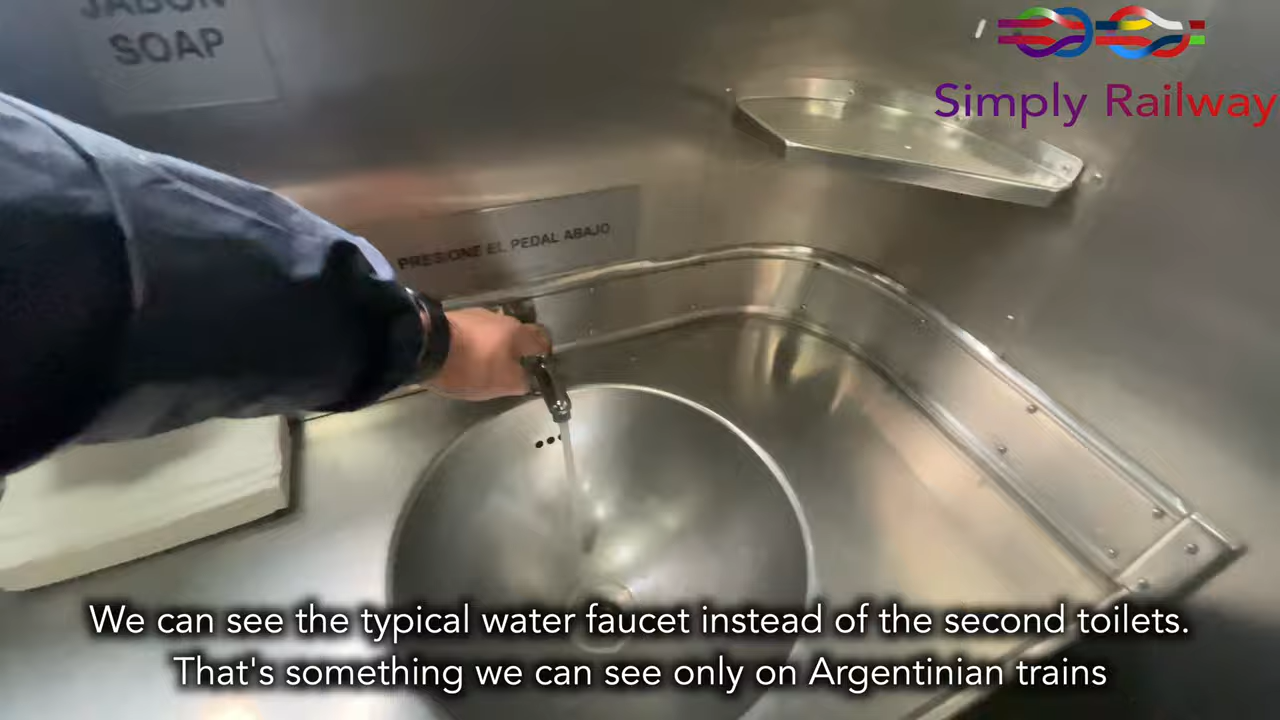 JABON
SOAP
Simply Railway
PRESIONE EL PEDAL ABAJO
We can see the typical water faucet instead of the second toilets.
That's something we can see only on Argentinian trains